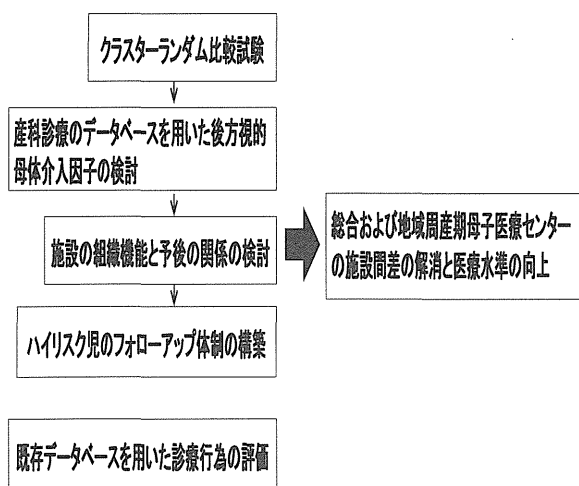 クラスターランダム比較試験
産科診療のデータベースを用いた後方視的
母体介入因子の検討
施設の組織機能と予後の関係の検討
総合および地域周産期母子医療センター
の施設間差の解消と医療水準の向上
ハイリスク児のフォローアップ体制の構築
既存データベースを用いた診療行為の評価